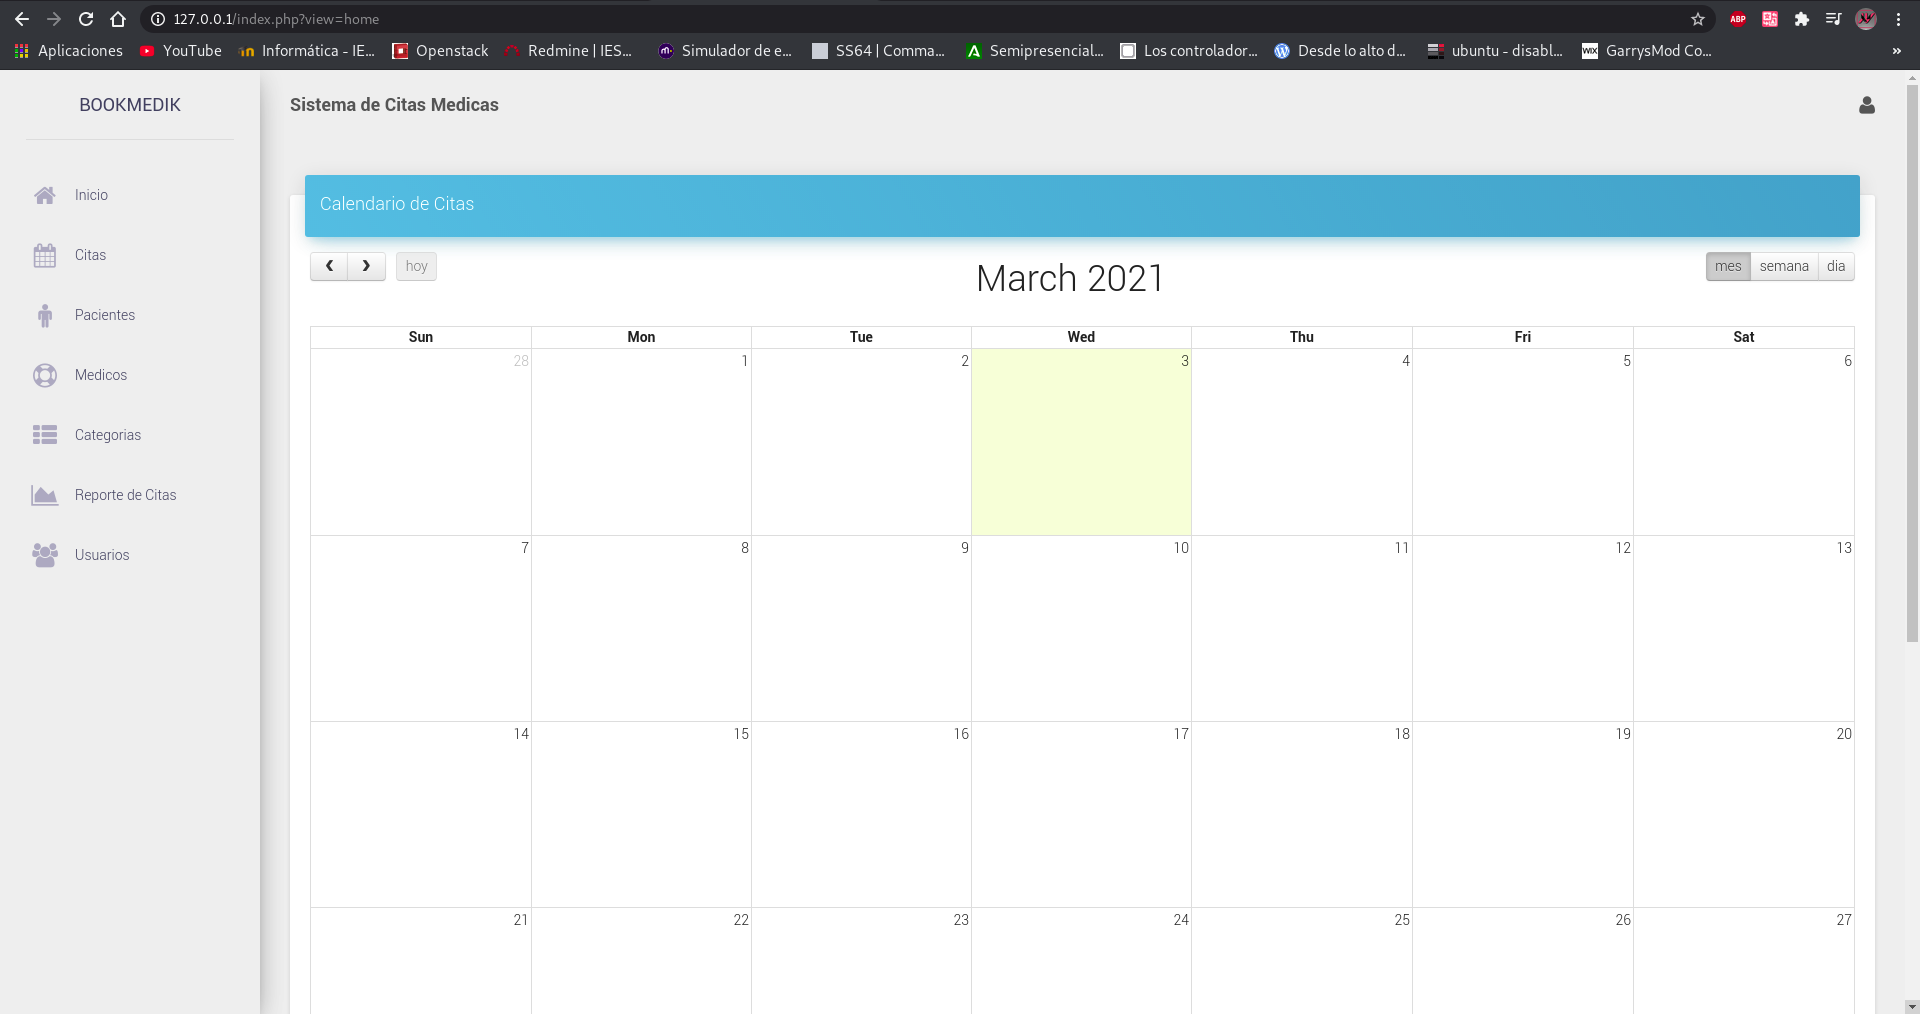 127.0.0.1/index.php?view=home
ABP
Aplicaciones YouTube Informática - IE... Openstack Redmine | IES... Simulador de e... SS64 | Comma... Semipresencial... Los controlador... Desde lo alto d... ubuntu - disabl... WIX GarrysMod Co... »
BOOKMEDIK
Sistema de Citas Medicas
Inicio
Citas
Pacientes
Medicos
Categorias
Reporte de Citas
Usuarios
Calendario de Citas
hoy
March 2021
mes semana dia
Sun Mon Tue Wed Thu Fri Sat
28 1 2 3 4 5 6
7 8 9 10 11 12 13
14 15 16 17 18 19 20
21 22 23 24 25 26 27